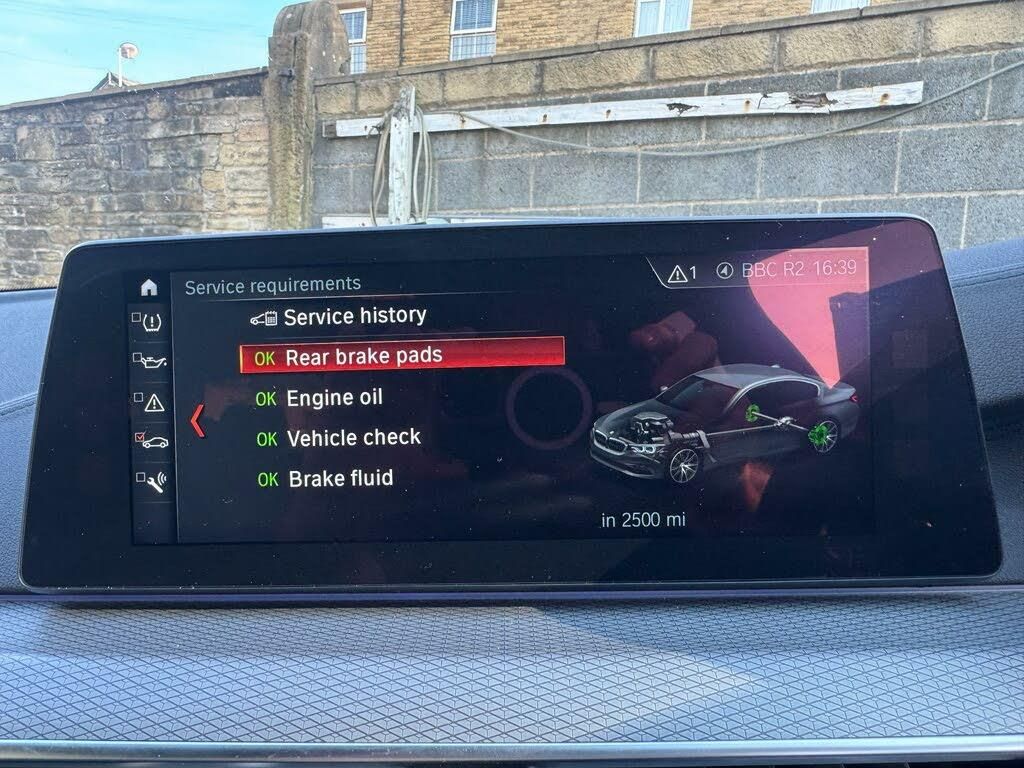 Service requirements
1 BBC R2 16:39
Service history
OK Rear brake pads
OK Engine oil
OK Vehicle check
OK Brake fluid
in 2500 mi